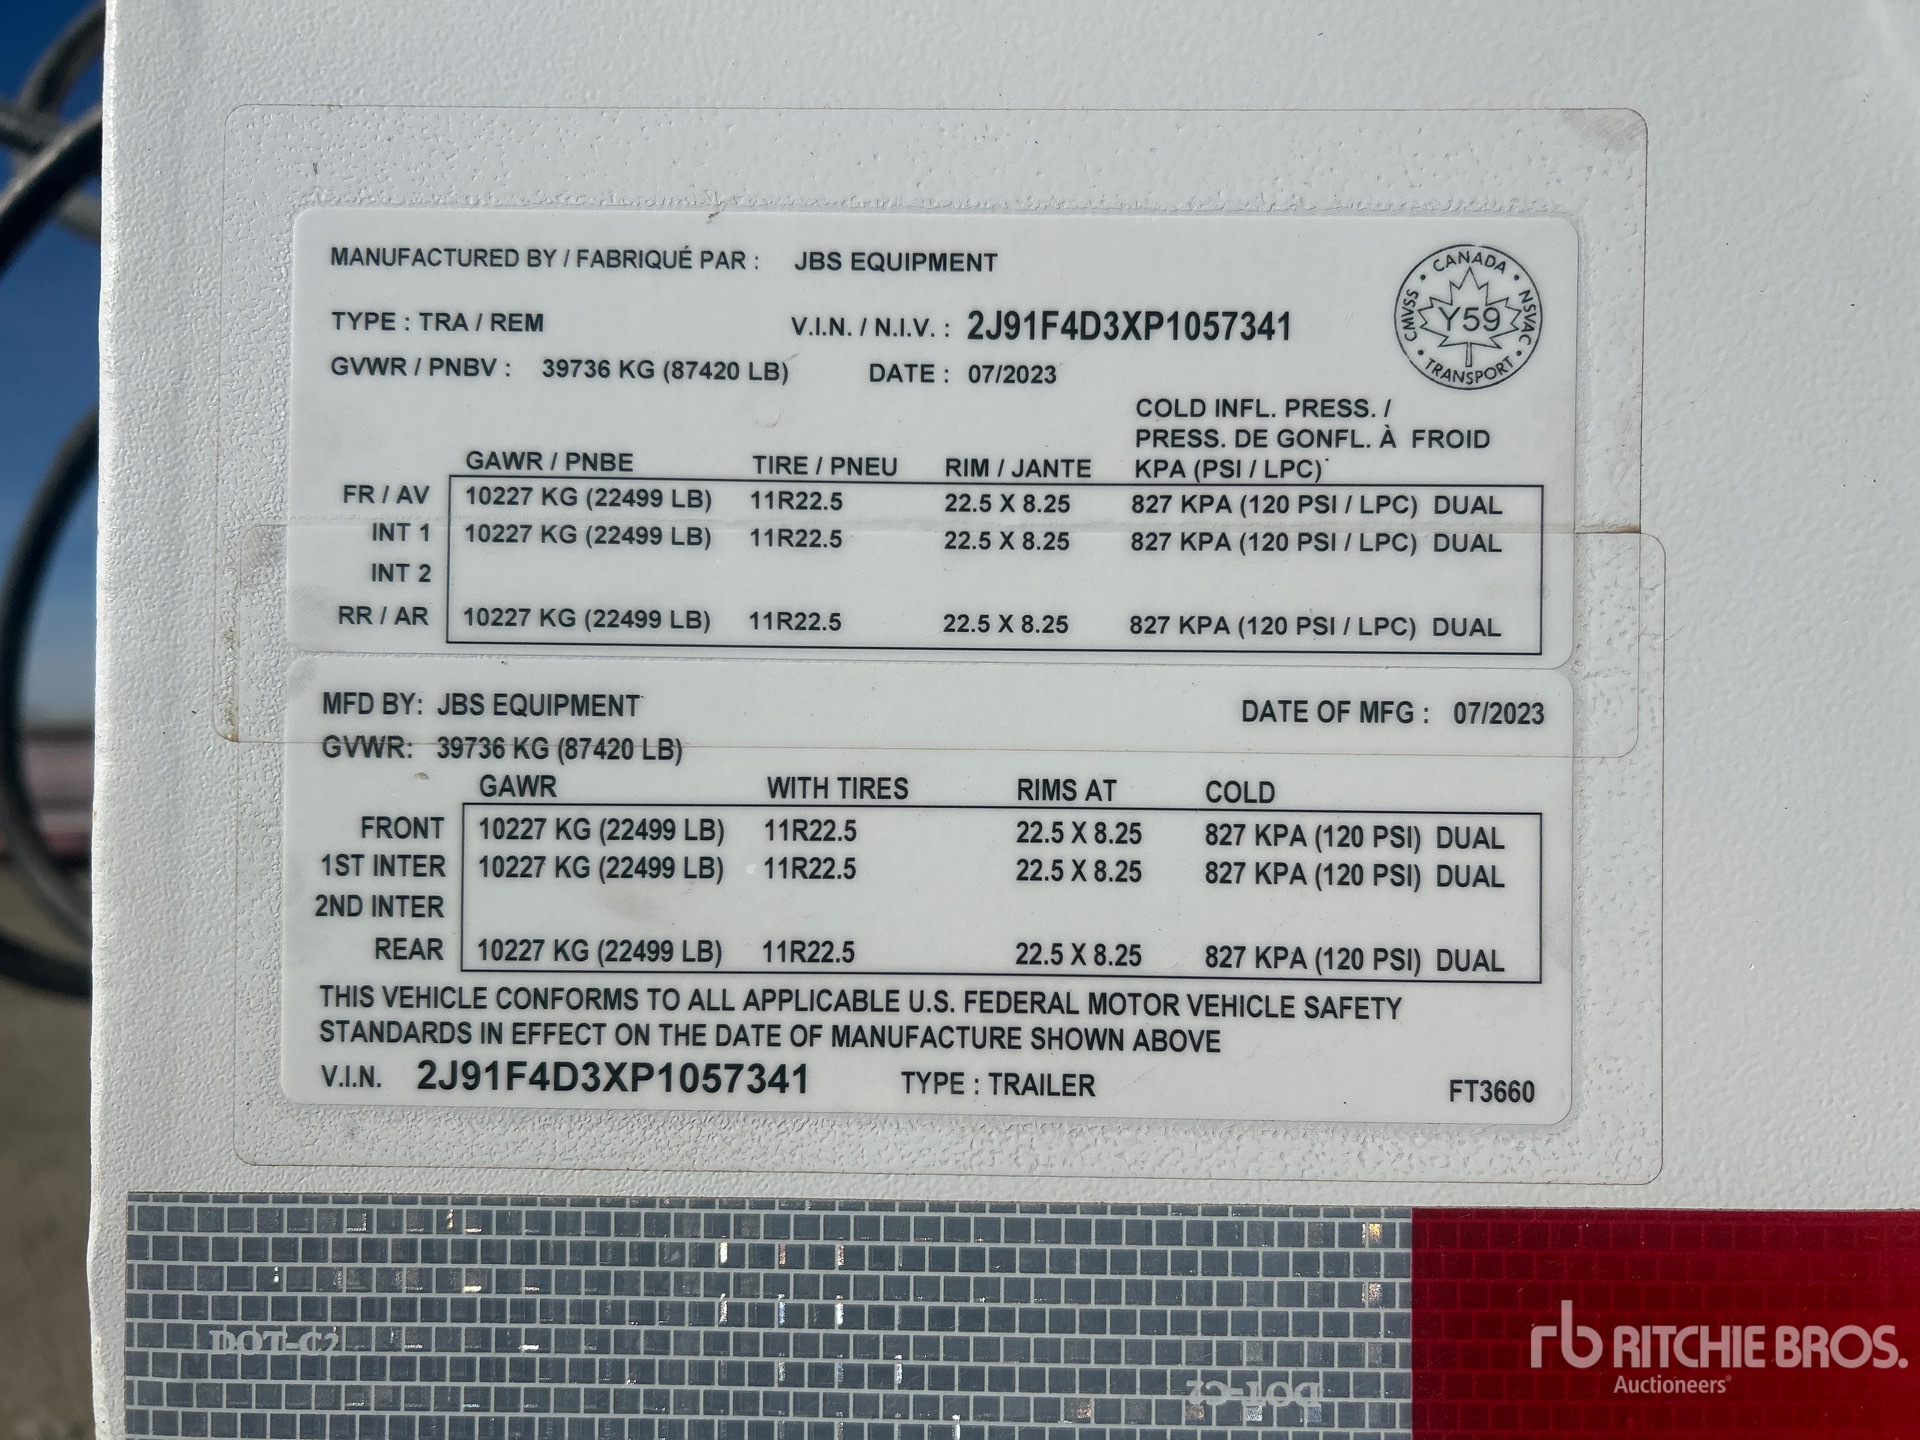 MANUFACTURED BY / FABRIQUÉ PAR : JBS EQUIPMENT
TYPE : TRA / REM V.I.N. / N.I.V. : 2J91F4D3XP1057341
GVWR / PNBV : 39736 KG (87420 LB) DATE : 07/2023
CANADA
CMVSS Y59 NSVAC
TRANSPORT
COLD INFL. PRESS. /
PRESS. DE GONFL. À FROID
GAWR / PNBE TIRE / PNEU RIM / JANTE KPA (PSI / LPC)
FR / AV 10227 KG (22499 LB) 11R22.5 22.5 X 8.25 827 KPA (120 PSI / LPC) DUAL
INT 1 10227 KG (22499 LB) 11R22.5 22.5 X 8.25 827 KPA (120 PSI / LPC) DUAL
INT 2
RR / AR 10227 KG (22499 LB) 11R22.5 22.5 X 8.25 827 KPA (120 PSI / LPC) DUAL
MFD BY: JBS EQUIPMENT DATE OF MFG : 07/2023
GVWR: 39736 KG (87420 LB)
GAWR WITH TIRES RIMS AT COLD
FRONT 10227 KG (22499 LB) 11R22.5 22.5 X 8.25 827 KPA (120 PSI) DUAL
1ST INTER 10227 KG (22499 LB) 11R22.5 22.5 X 8.25 827 KPA (120 PSI) DUAL
2ND INTER
REAR 10227 KG (22499 LB) 11R22.5 22.5 X 8.25 827 KPA (120 PSI) DUAL
THIS VEHICLE CONFORMS TO ALL APPLICABLE U.S. FEDERAL MOTOR VEHICLE SAFETY
STANDARDS IN EFFECT ON THE DATE OF MANUFACTURE SHOWN ABOVE
V.I.N. 2J91F4D3XP1057341 TYPE : TRAILER FT3660
DOT-C2
DOT-C2
rb RITCHIE BROS.
Auctioneers